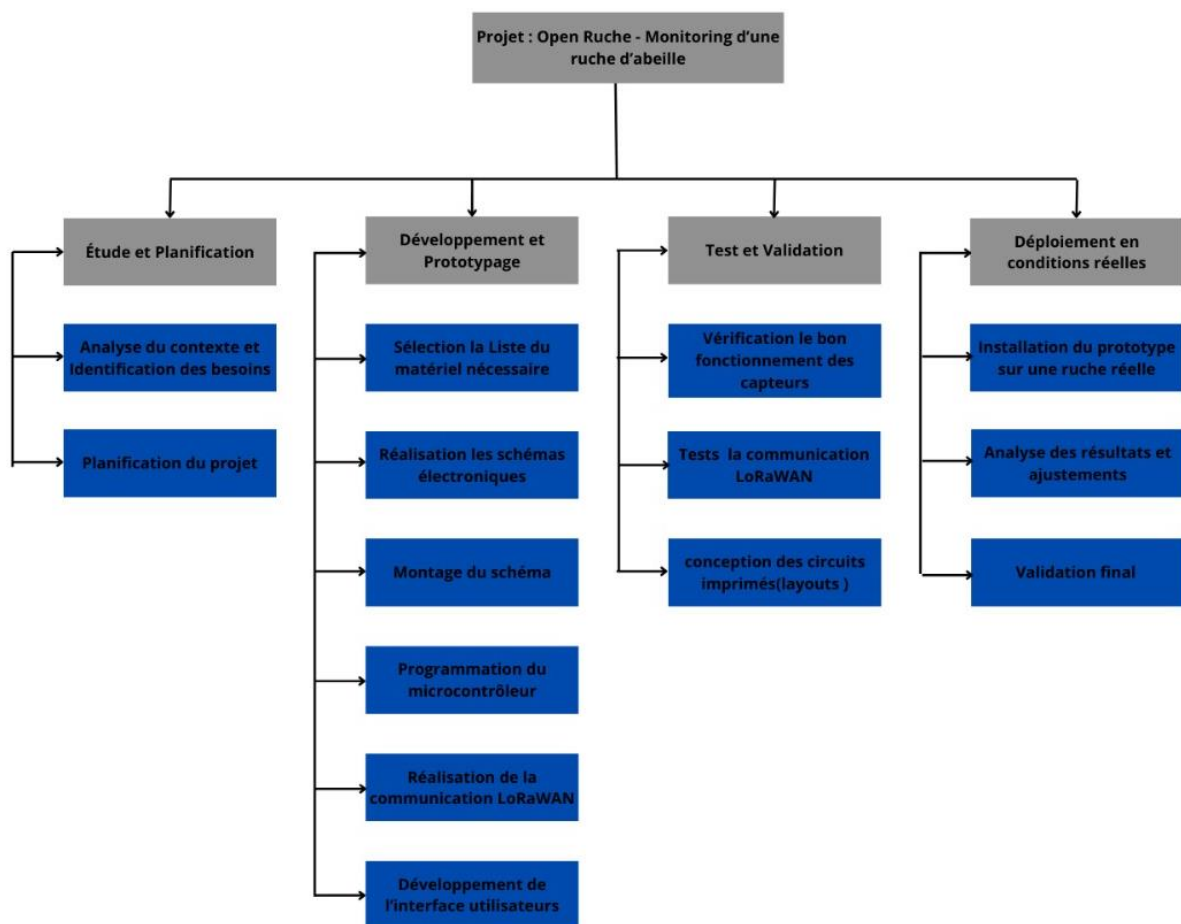 Projet : Open Ruche - Monitoring d’une
ruche d’abeille
Étude et Planification
Analyse du contexte et
Identification des besoins
Planification du projet
Développement et
Prototypage
Sélection la Liste du
matériel nécessaire
Réalisation les schémas
électroniques
Montage du schéma
Programmation du
microcontrôleur
Réalisation de la
communication LoRaWAN
Développement de
l’interface utilisateurs
Test et Validation
Vérification le bon
fonctionnement des
capteurs
Tests  la communication
LoRaWAN
conception des circuits
imprimés(layouts )
Déploiement en
conditions réelles
Installation du prototype
sur une ruche réelle
Analyse des résultats et
ajustements
Validation final